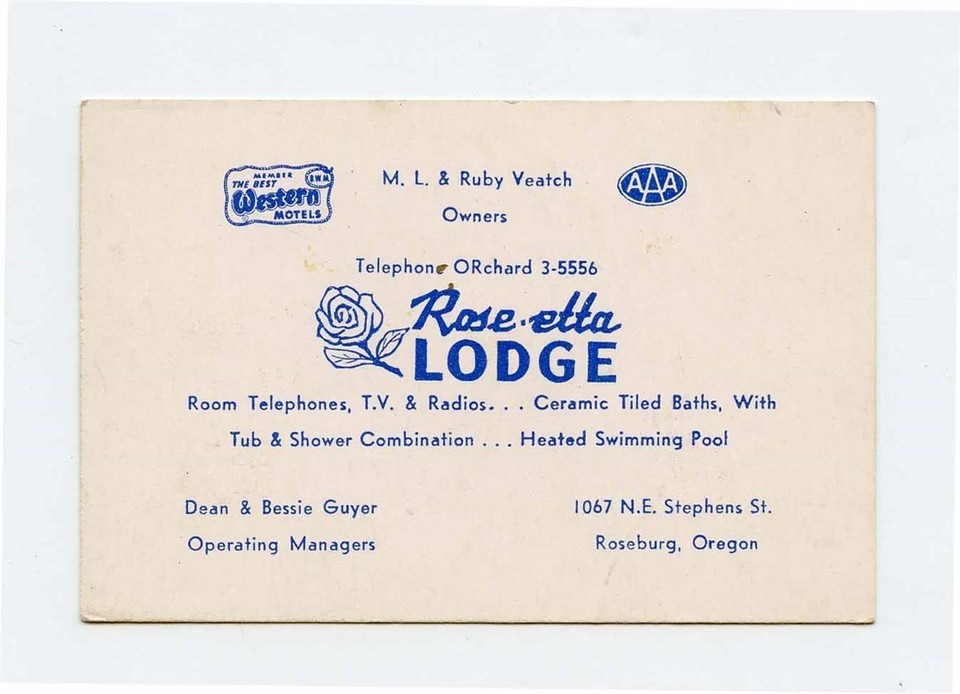 MEMBER
THE BEST B.W.M.
Western
MOTELS
M. L. & Ruby Veatch
Owners
AAA
Telephone ORchard 3-5556
Rose-etta
LODGE
Room Telephones, T.V. & Radios. . . Ceramic Tiled Baths, With
Tub & Shower Combination . . . Heated Swimming Pool
Dean & Bessie Guyer
Operating Managers
1067 N.E. Stephens St.
Roseburg, Oregon